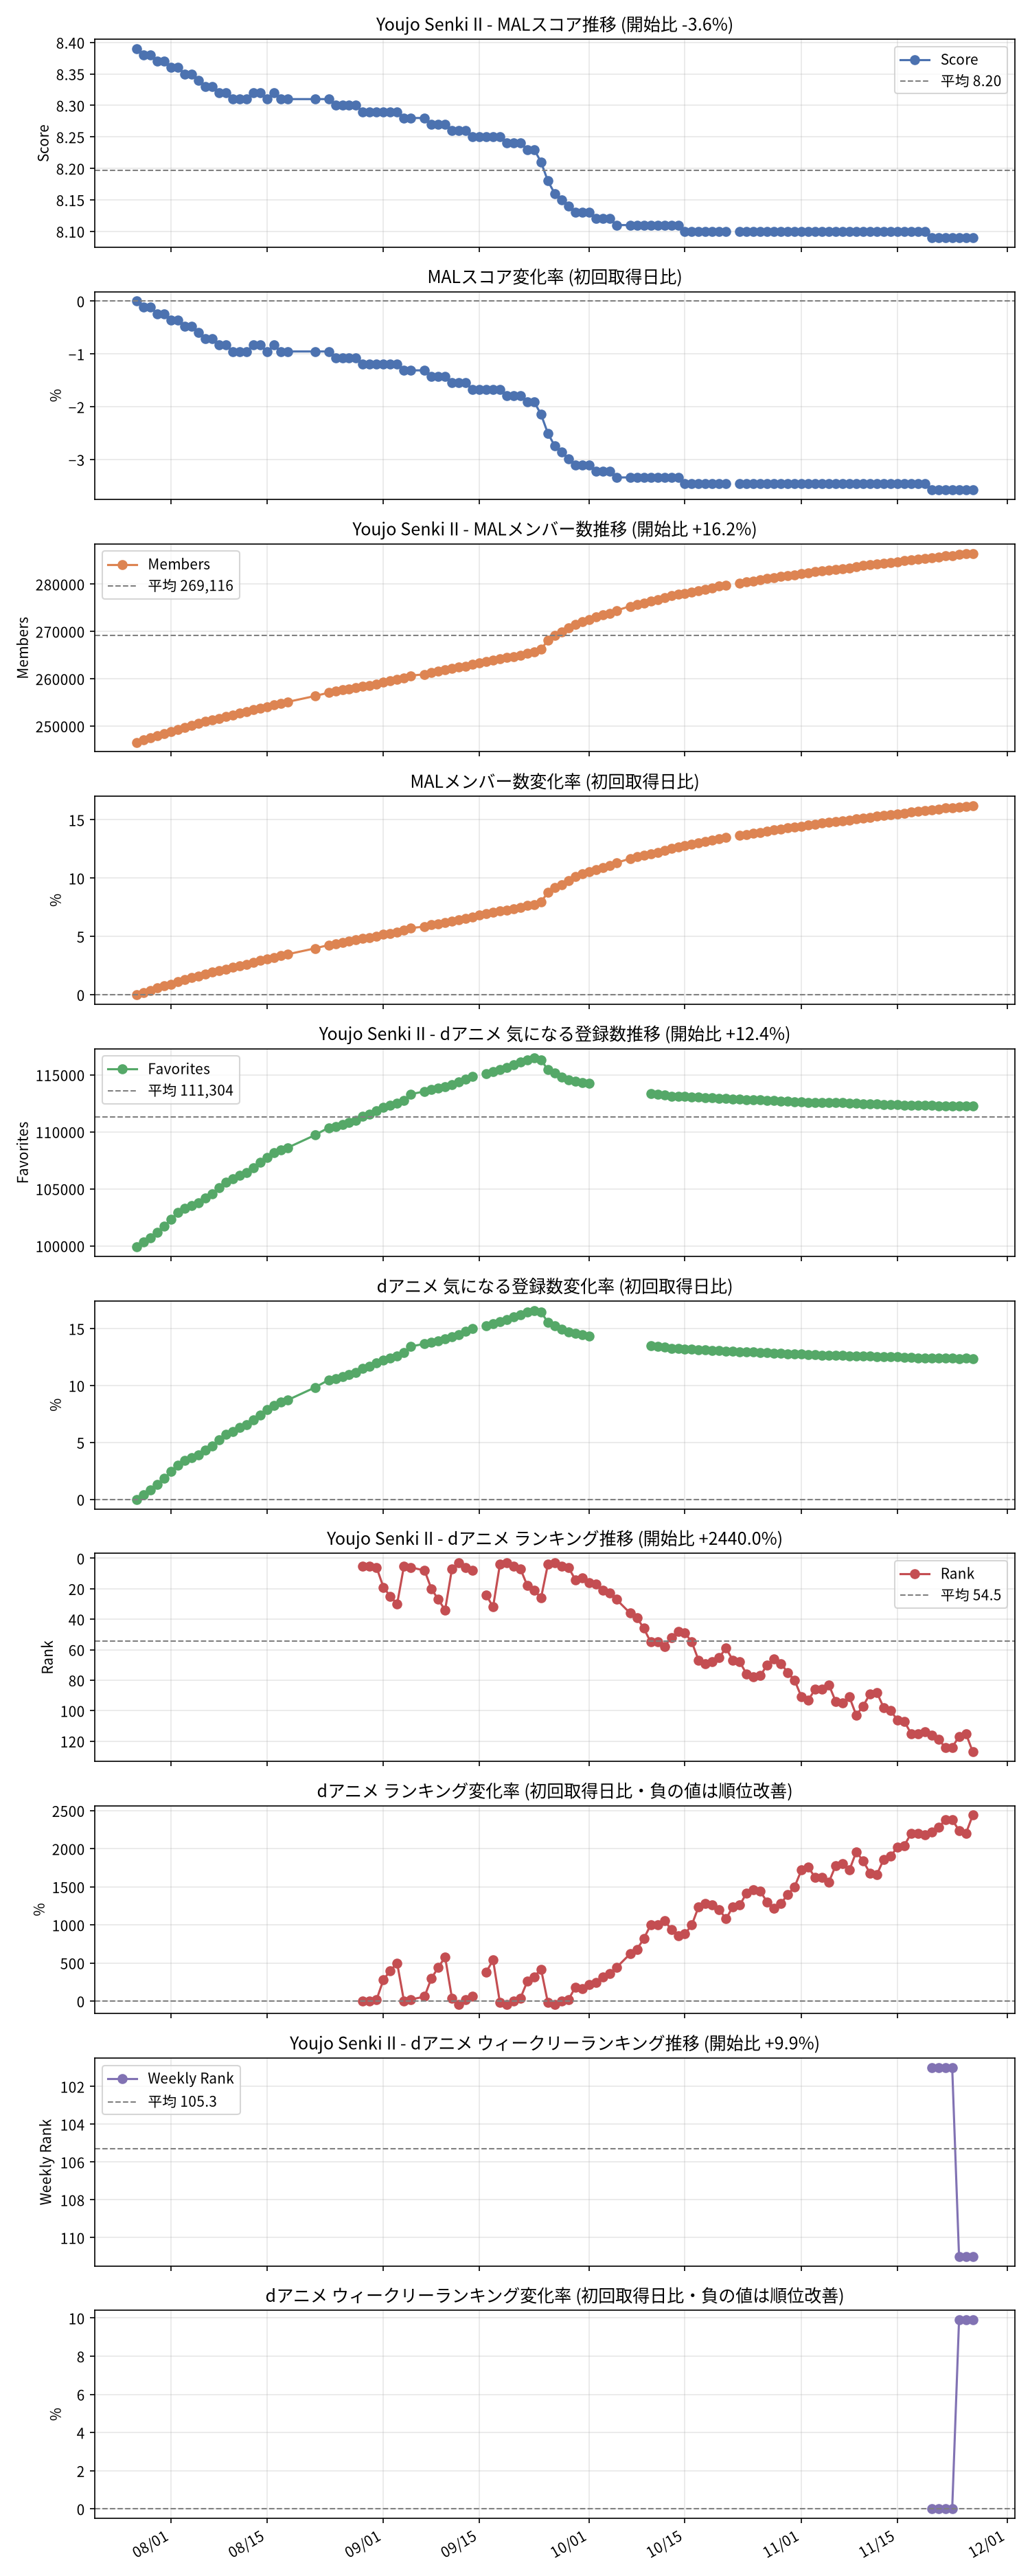 Youjo Senki II - MALスコア推移 (開始比 -3.6%)
8.40
8.35
8.30
8.25
8.20
8.15
8.10
Score
Score
平均 8.20
MALスコア変化率 (初回取得日比)
0
−1
−2
−3
%
Youjo Senki II - MALメンバー数推移 (開始比 +16.2%)
280000
270000
260000
250000
Members
Members
平均 269,116
MALメンバー数変化率 (初回取得日比)
15
10
5
0
%
Youjo Senki II - dアニメ 気になる登録数推移 (開始比 +12.4%)
115000
110000
105000
100000
Favorites
Favorites
平均 111,304
dアニメ 気になる登録数変化率 (初回取得日比)
15
10
5
0
%
Youjo Senki II - dアニメ ランキング推移 (開始比 +2440.0%)
0
20
40
60
80
100
120
Rank
Rank
平均 54.5
dアニメ ランキング変化率 (初回取得日比・負の値は順位改善)
2500
2000
1500
1000
500
0
%
Youjo Senki II - dアニメ ウィークリーランキング推移 (開始比 +9.9%)
102
104
106
108
110
Weekly Rank
Weekly Rank
平均 105.3
dアニメ ウィークリーランキング変化率 (初回取得日比・負の値は順位改善)
10
8
6
4
2
0
%
08/01
08/15
09/01
09/15
10/01
10/15
11/01
11/15
12/01